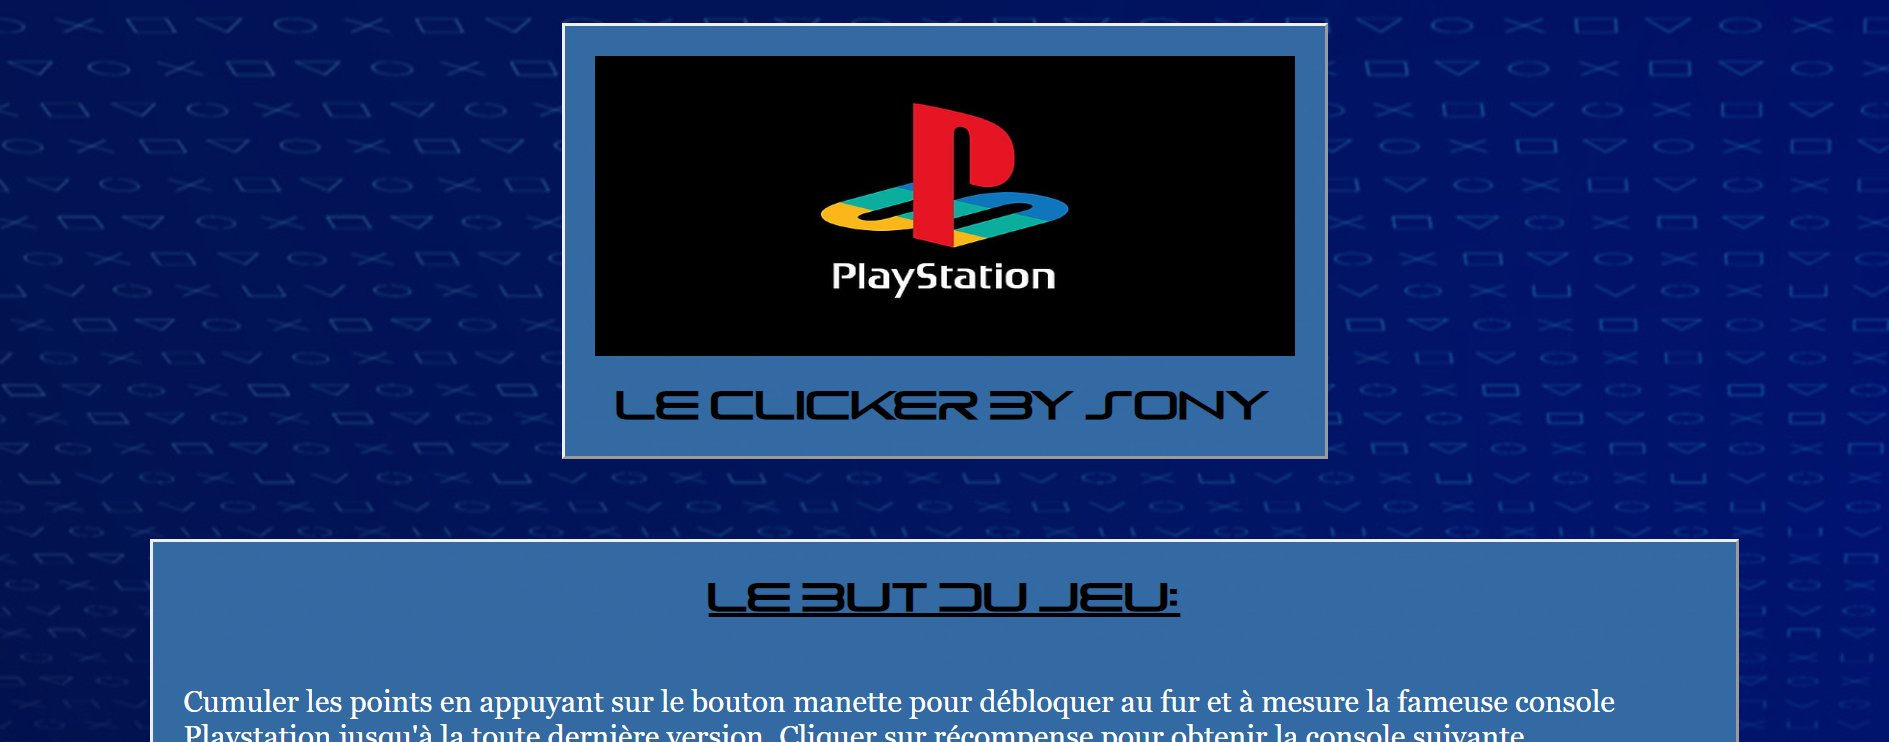 PlayStation
LE CLICKER BY SONY
LE BUT DU JEU:
Cumuler les points en appuyant sur le bouton manette pour débloquer au fur et à mesure la fameuse console
Playstation jusqu'à la toute dernière version. Cliquer sur récompense pour obtenir la console suivante